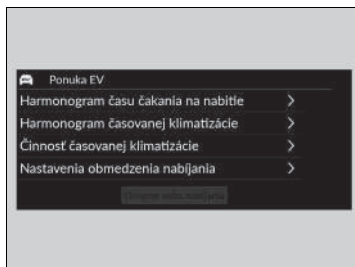 Ponuka EV
Harmonogram času čakania na nabitie
Harmonogram časovanej klimatizácie
Činnosť časovanej klimatizácie
Nastavenia obmedzenia nabíjania